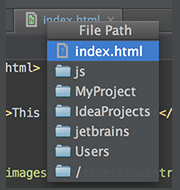 index.html
File Path
index.html
html>
js
MyProject
>This
IdeaProjects
</
jetbrains
Users
images
/